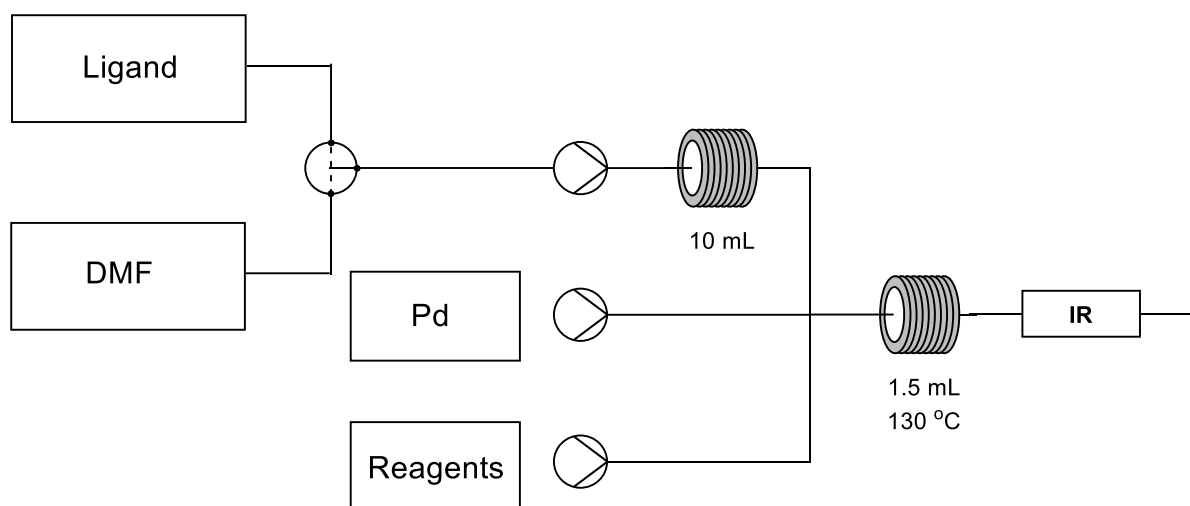 Ligand
DMF
10 mL
Pd
IR
1.5 mL
130 °C
Reagents